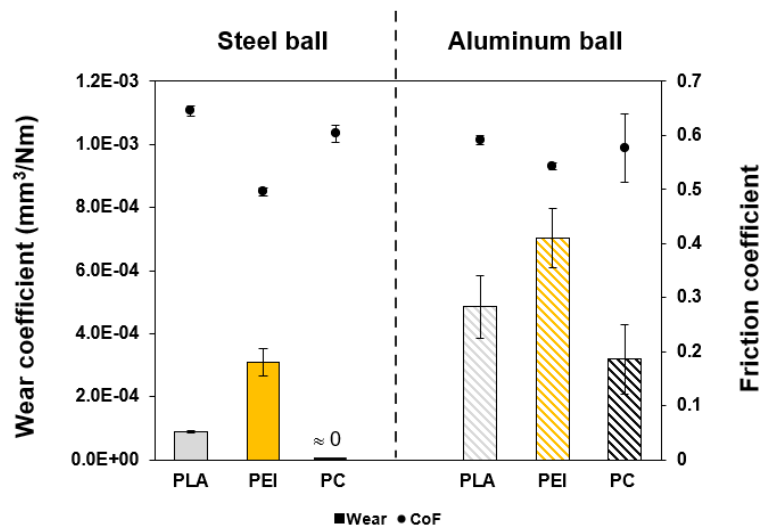 Steel ball
Aluminum ball
Wear coefficient (mm³/Nm)
1.2E-03
1.0E-03
8.0E-04
6.0E-04
4.0E-04
2.0E-04
0.0E+00
≈ 0
PLA PEI PC PLA PEI PC
0.7
0.6
0.5
0.4
0.3
0.2
0.1
0
Friction coefficient
Wear CoF